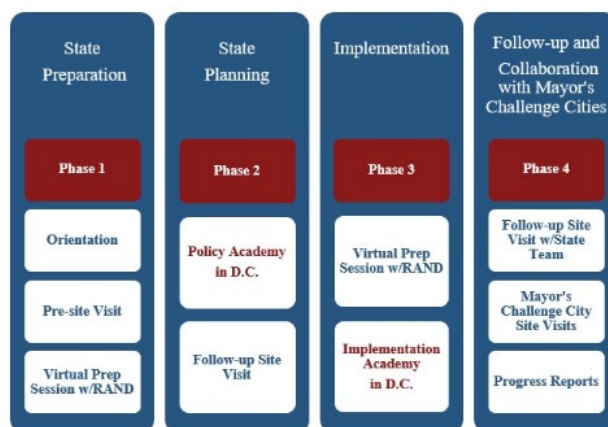 State
Preparation
Phase 1
Orientation
Pre-site Visit
Virtual Prep
Session w/RAND
State
Planning
Phase 2
Policy Academy
in D.C.
Follow-up Site
Visit
Implementation
Phase 3
Virtual Prep
Session w/RAND
Implementation
Academy
in D.C.
Follow-up and
Collaboration
with Mayor's
Challenge Cities
Phase 4
Follow-up Site
Visit w/State
Team
Mayor's
Challenge City
Site Visits
Progress Reports